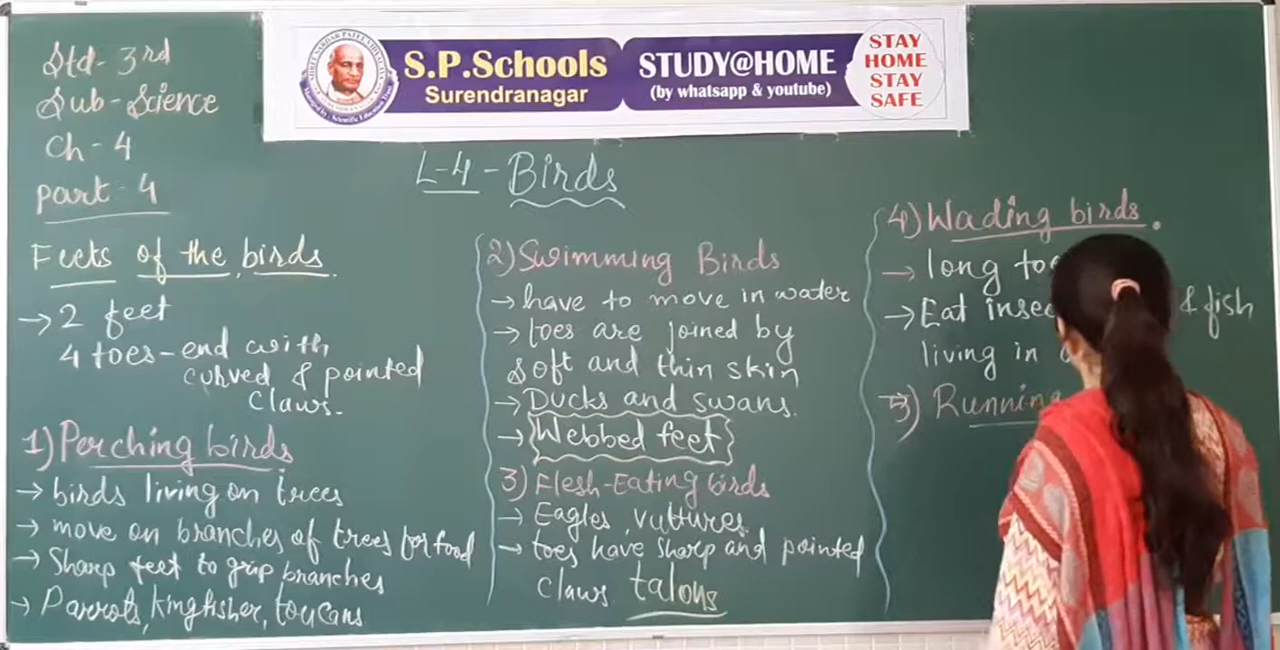 S.P.Schools
Surendranagar
STUDY@HOME
(by whatsapp & youtube)
STAY
HOME
STAY
SAFE
Std - 3rd
Sub - Science
Ch - 4
part - 4
L-4 - Birds
Feets of the birds
→ 2 feet
4 toes - end with
curved & pointed
claws.
1) Perching birds
→ birds living on trees
→ move on branches of trees for food
→ Sharp feet to grip branches
→ Parrots, kingfisher, toucans
2) Swimming Birds
→ have to move in water
→ toes are joined by
soft and thin skin
→ Ducks and swans.
→ Webbed feet
3) Flesh-Eating birds
→ Eagles, vultures.
→ toes have sharp and pointed
claws talons
4) Wading birds.
→ long
→ Eat & fish
living in
5) Running